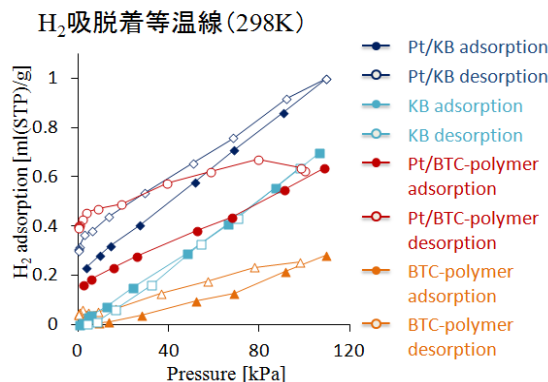 H₂吸脱着等温線（298K）
H₂ adsorption [ml(STP)/g]
1
0.8
0.6
0.4
0.2
0
0
40
80
120
Pressure [kPa]
Pt/KB adsorption
Pt/KB desorption
KB adsorption
KB desorption
Pt/BTC-polymer
adsorption
Pt/BTC-polymer
desorption
BTC-polymer
adsorption
BTC-polymer
desorption